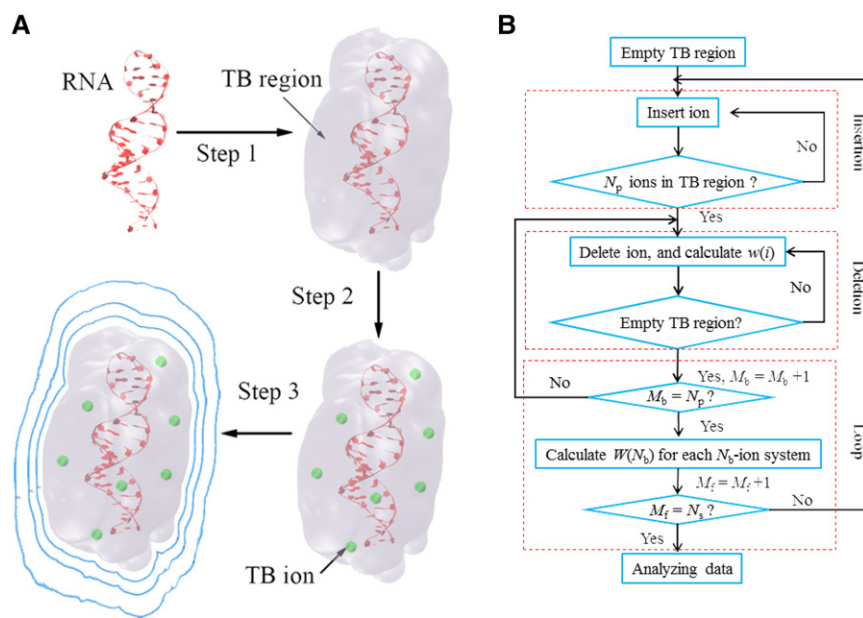 A
RNA
TB region
Step 1
Step 2
Step 3
TB ion
B
Empty TB region
Insert ion
No
Np ions in TB region ?
Yes
Insertion
Delete ion, and calculate w(i)
No
Empty TB region?
Deletion
Yes, Mb = Mb +1
No
Mb = Np ?
Yes
Calculate W(Nb) for each Nb-ion system
Mf = Mf +1
No
Mf = Ns ?
Yes
Loop
Analyzing data